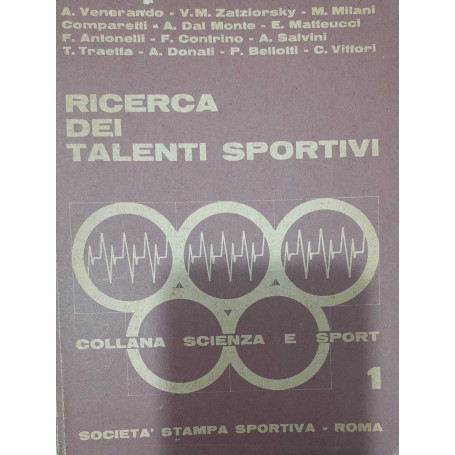 A. Venerando - V.M. Zatziorsky - M. Milani
Comparetti - A. Dal Monte - E. Matteucci
F. Antonelli - F. Contrino - A. Salvini
T. Traetta - A. Donati - P. Bellotti - C. Vittori
RICERCA
DEI
TALENTI SPORTIVI
COLLANA SCIENZA E SPORT
1
SOCIETA' STAMPA SPORTIVA - ROMA